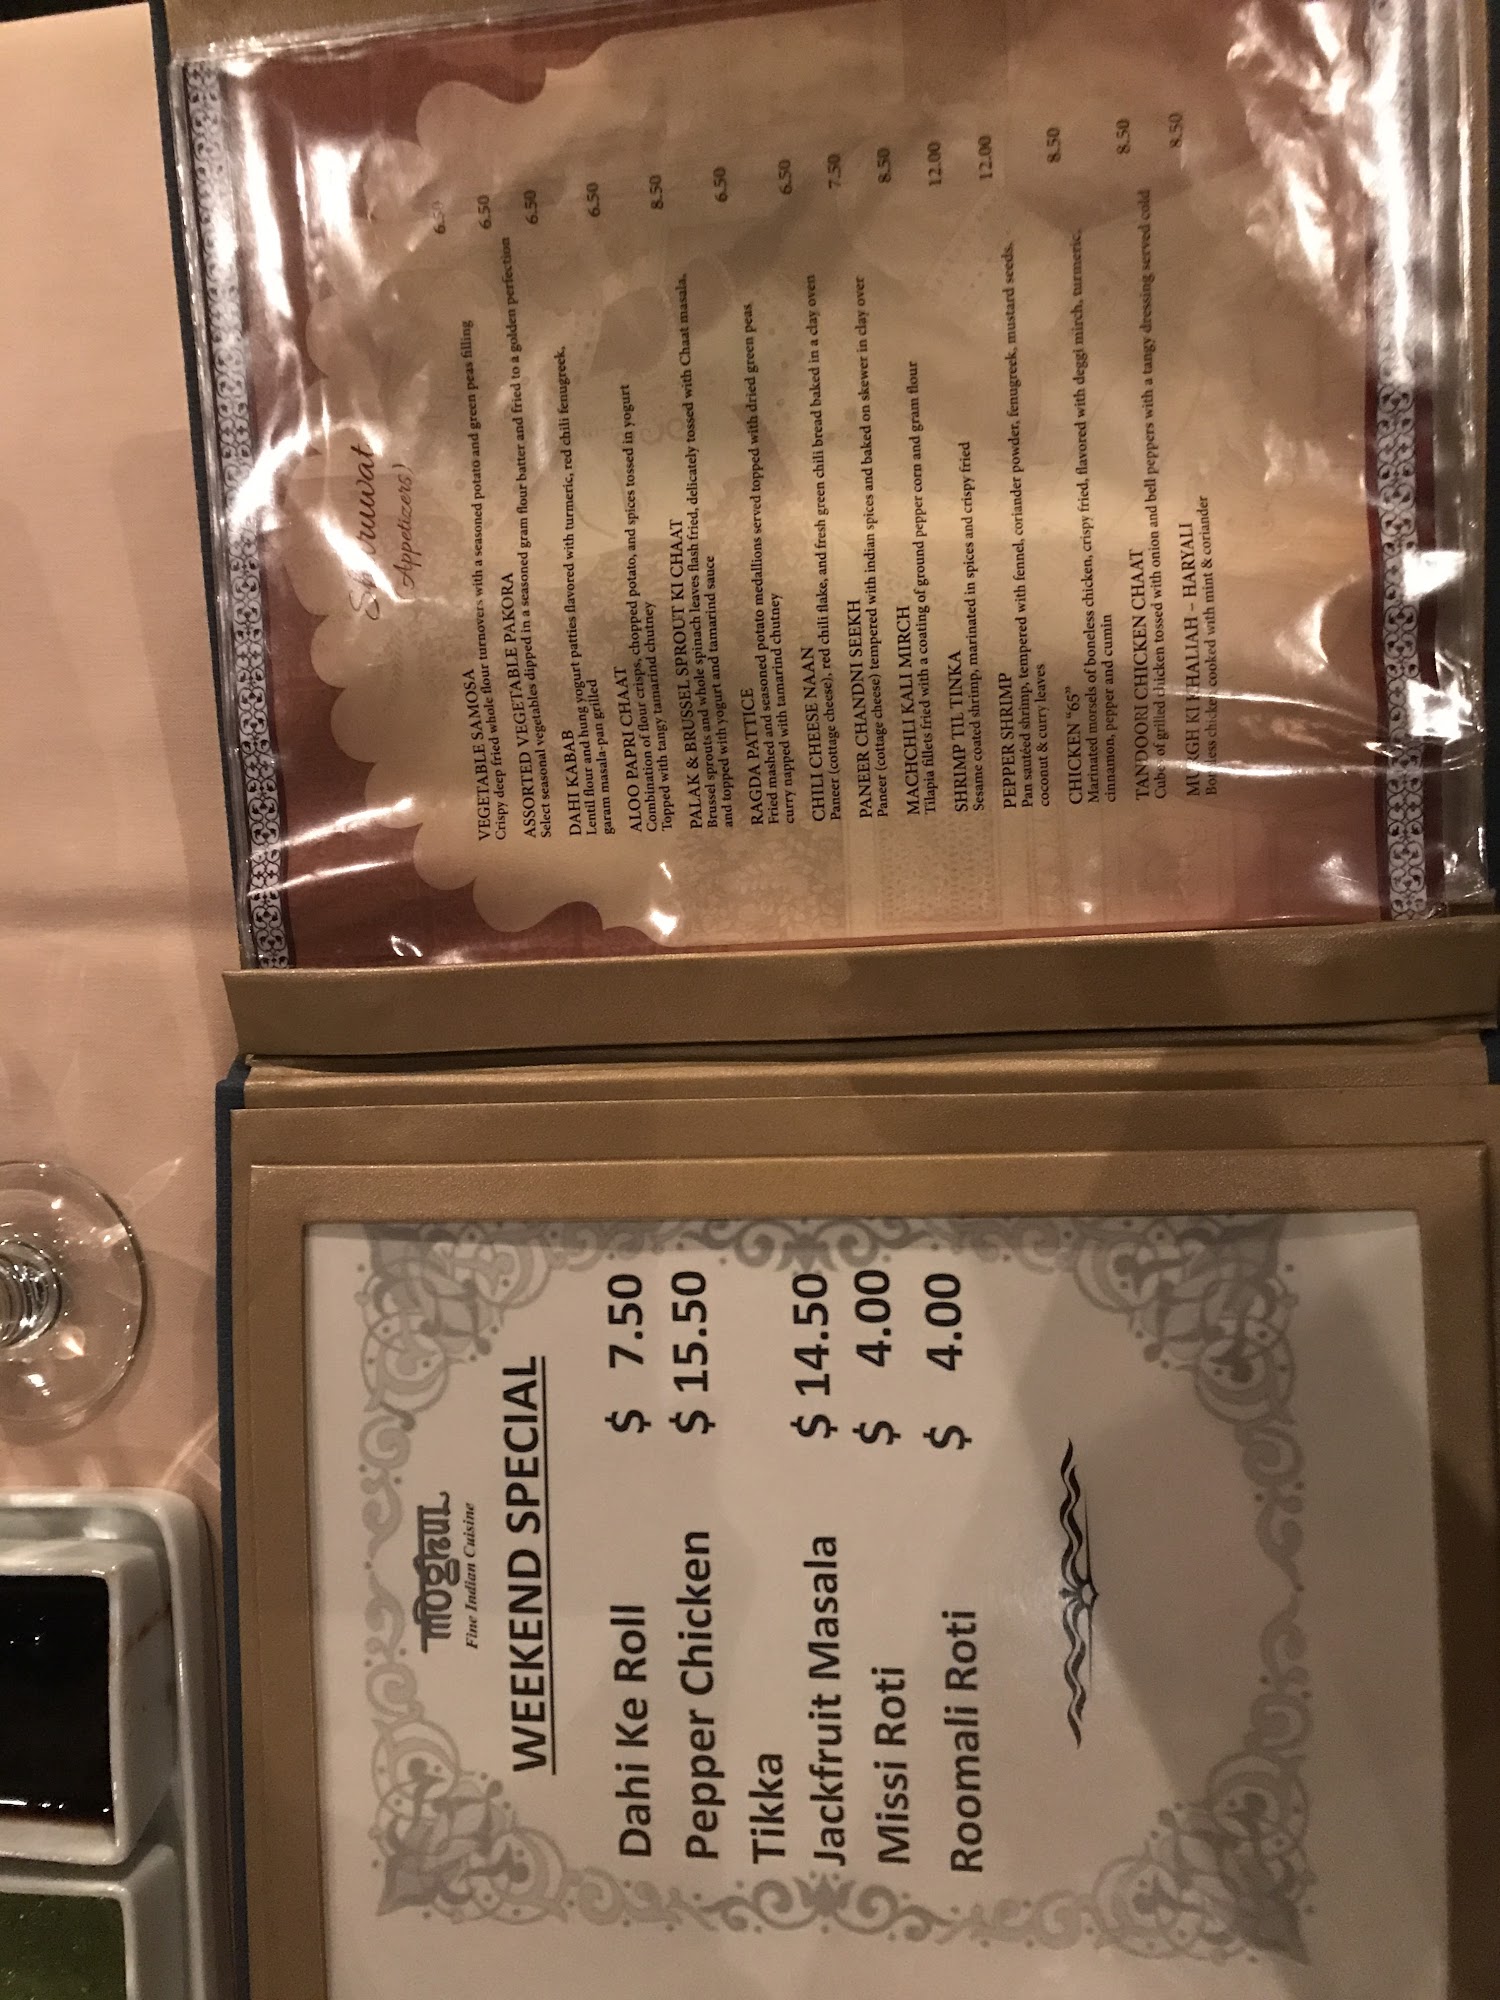 moghul
Fine Indian Cuisine
WEEKEND SPECIAL
Dahi Ke Roll $ 7.50
Pepper Chicken $ 15.50
Tikka
Jackfruit Masala $ 14.50
Missi Roti $ 4.00
Roomali Roti $ 4.00
Appetizers)
VEGETABLE SAMOSA 6.50
Crispy deep fried whole flour turnovers with a seasoned potato and green peas filling
ASSORTED VEGETABLE PAKORA 6.50
Select seasonal vegetables dipped in a seasoned gram flour batter and fried to a golden perfection
DAHI KABAB 6.50
Lentil flour and hung yogurt patties flavored with turmeric, red chili fenugreek,
garam masala-pan grilled
ALOO PAPRI CHAAT 6.50
Combination of flour crisps, chopped potato, and spices tossed in yogurt
Topped with tangy tamarind chutney
PALAK & BRUSSEL SPROUT KI CHAAT 8.50
Brussel sprouts and whole spinach leaves flash fried, delicately tossed with Chaat masala,
and topped with yogurt and tamarind sauce
RAGDA PATTICE 6.50
Fried mashed and seasoned potato medallions served topped with dried green peas
curry napped with tamarind chutney
CHILI CHEESE NAAN 6.50
Paneer (cottage cheese), red chili flake, and fresh green chili bread baked in a clay oven
PANEER CHANDNI SEEKH 7.50
Paneer (cottage cheese) tempered with indian spices and baked on skewer in clay over
MACHCHLI KALI MIRCH 8.50
Tilapia fillets fried with a coating of ground pepper corn and gram flour
SHRIMP TIL TINKA 12.00
Sesame coated shrimp, marinated in spices and crispy fried
PEPPER SHRIMP 12.00
Pan sautéed shrimp, tempered with fennel, coriander powder, fenugreek, mustard seeds,
coconut & curry leaves
CHICKEN “65” 8.50
Marinated morsels of boneless chicken, crispy fried, flavored with deggi mirch, turmeric,
cinnamon, pepper and cumin
TANDOORI CHICKEN CHAAT 8.50
Cubes of grilled chicken tossed with onion and bell peppers with a tangy dressing served cold
MURGH KI KHALIAH – HARYALI 8.50
Boneless chicken cooked with mint & coriander